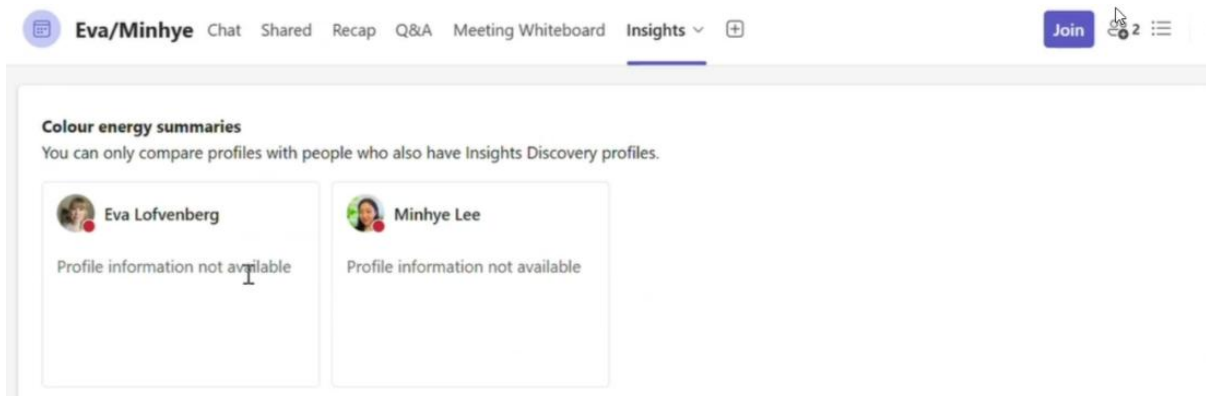 Eva/Minhye Chat Shared Recap Q&A Meeting Whiteboard Insights Join 2
Colour energy summaries
You can only compare profiles with people who also have Insights Discovery profiles.
Eva Lofvenberg Minhye Lee
Profile information not available Profile information not available